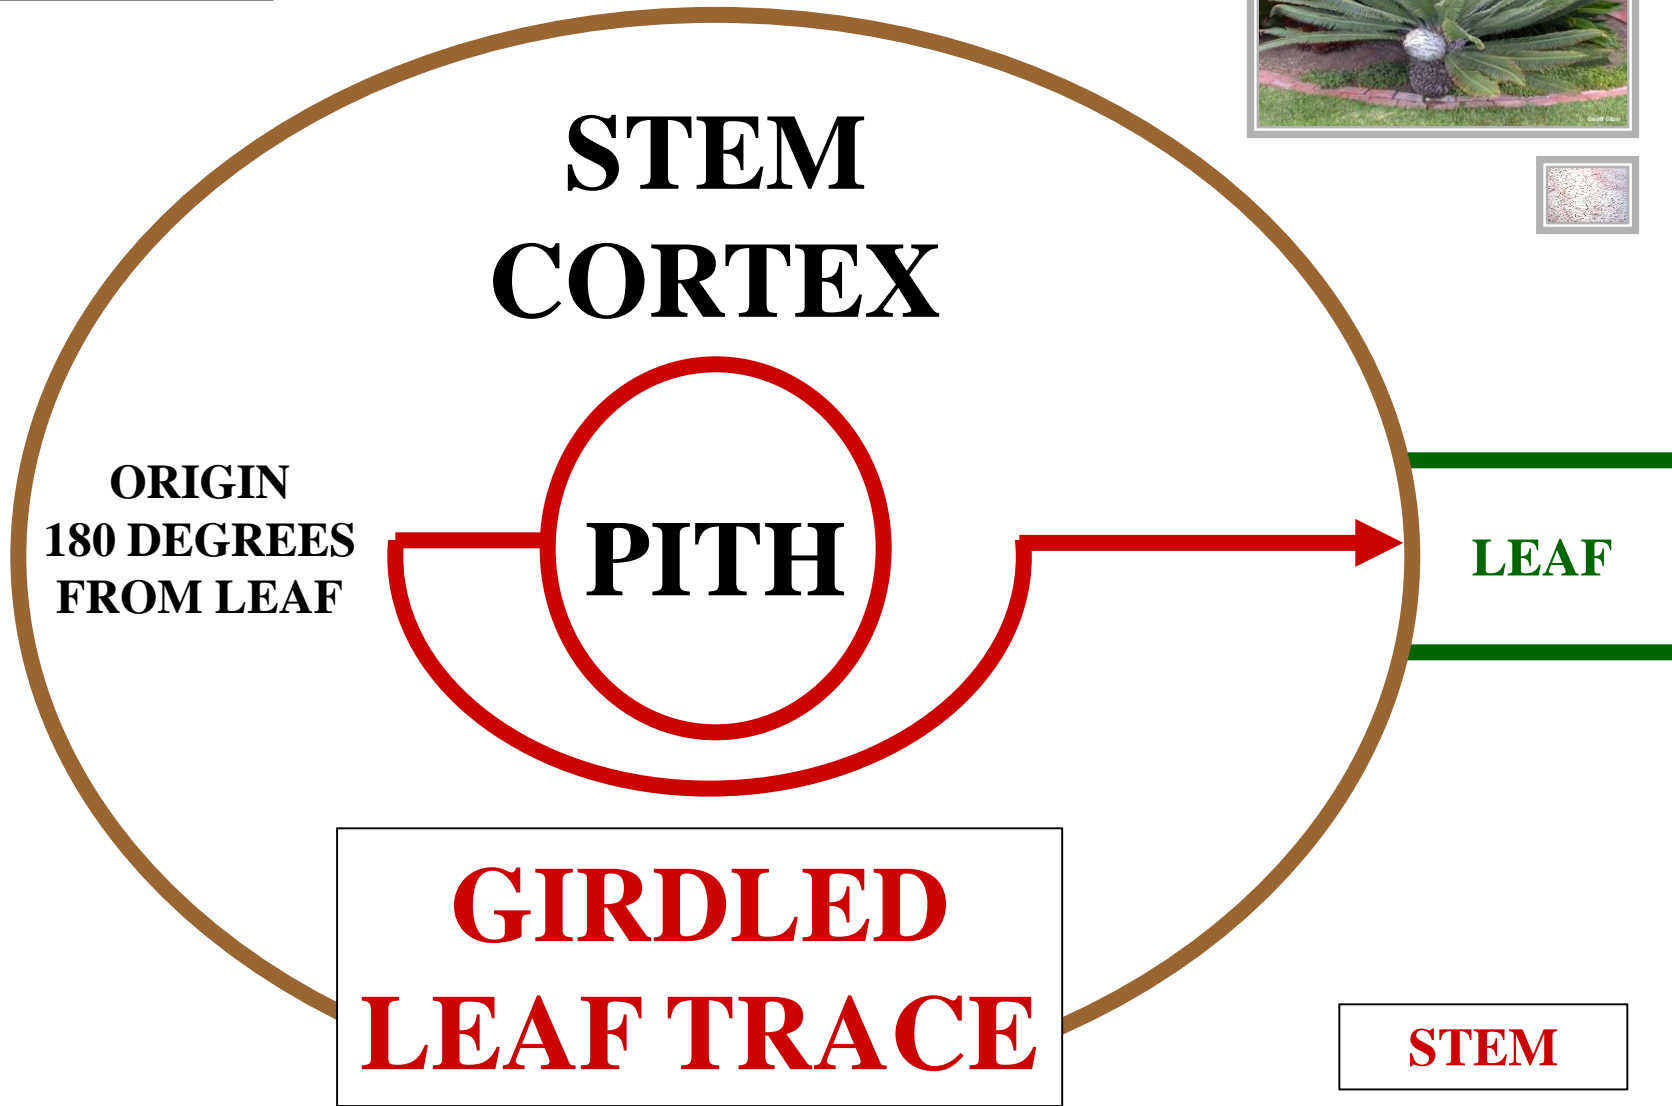 STEM
CORTEX
ORIGIN
180 DEGREES
FROM LEAF
PITH
LEAF
GIRDLED
LEAF TRACE
STEM